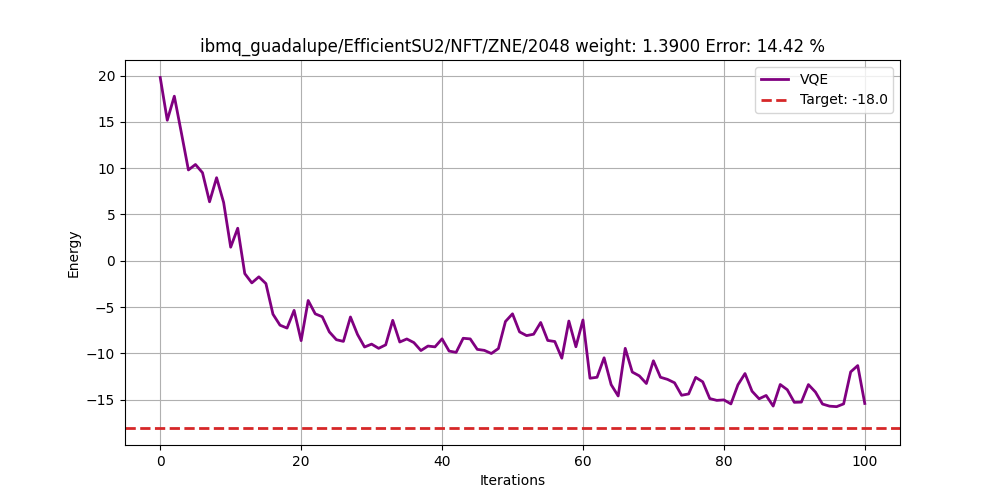 ibmq_guadalupe/EfficientSU2/NFT/ZNE/2048 weight: 1.3900 Error: 14.42 %
VQE
Target: -18.0
20
15
10
5
0
−5
−10
−15
Energy
0 20 40 60 80 100
Iterations